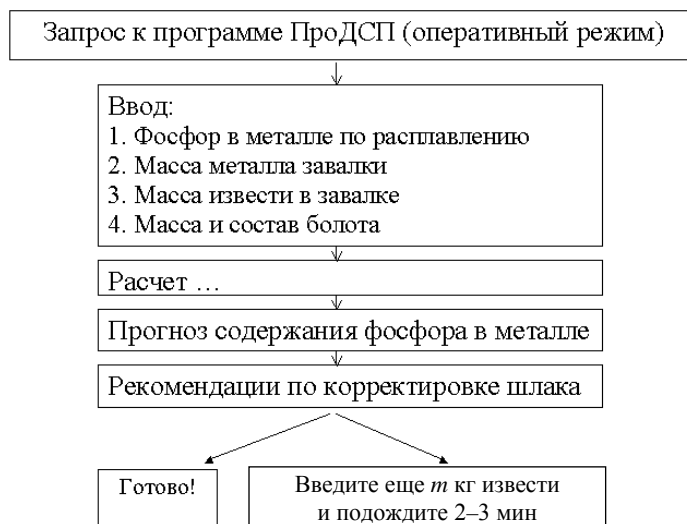 Запрос к программе ПроДСП (оперативный режим)
Ввод:
1. Фосфор в металле по расплавлению
2. Масса металла завалки
3. Масса извести в завалке
4. Масса и состав болота
Расчет …
Прогноз содержания фосфора в металле
Рекомендации по корректировке шлака
Готово!
Введите еще m кг извести
и подождите 2–3 мин